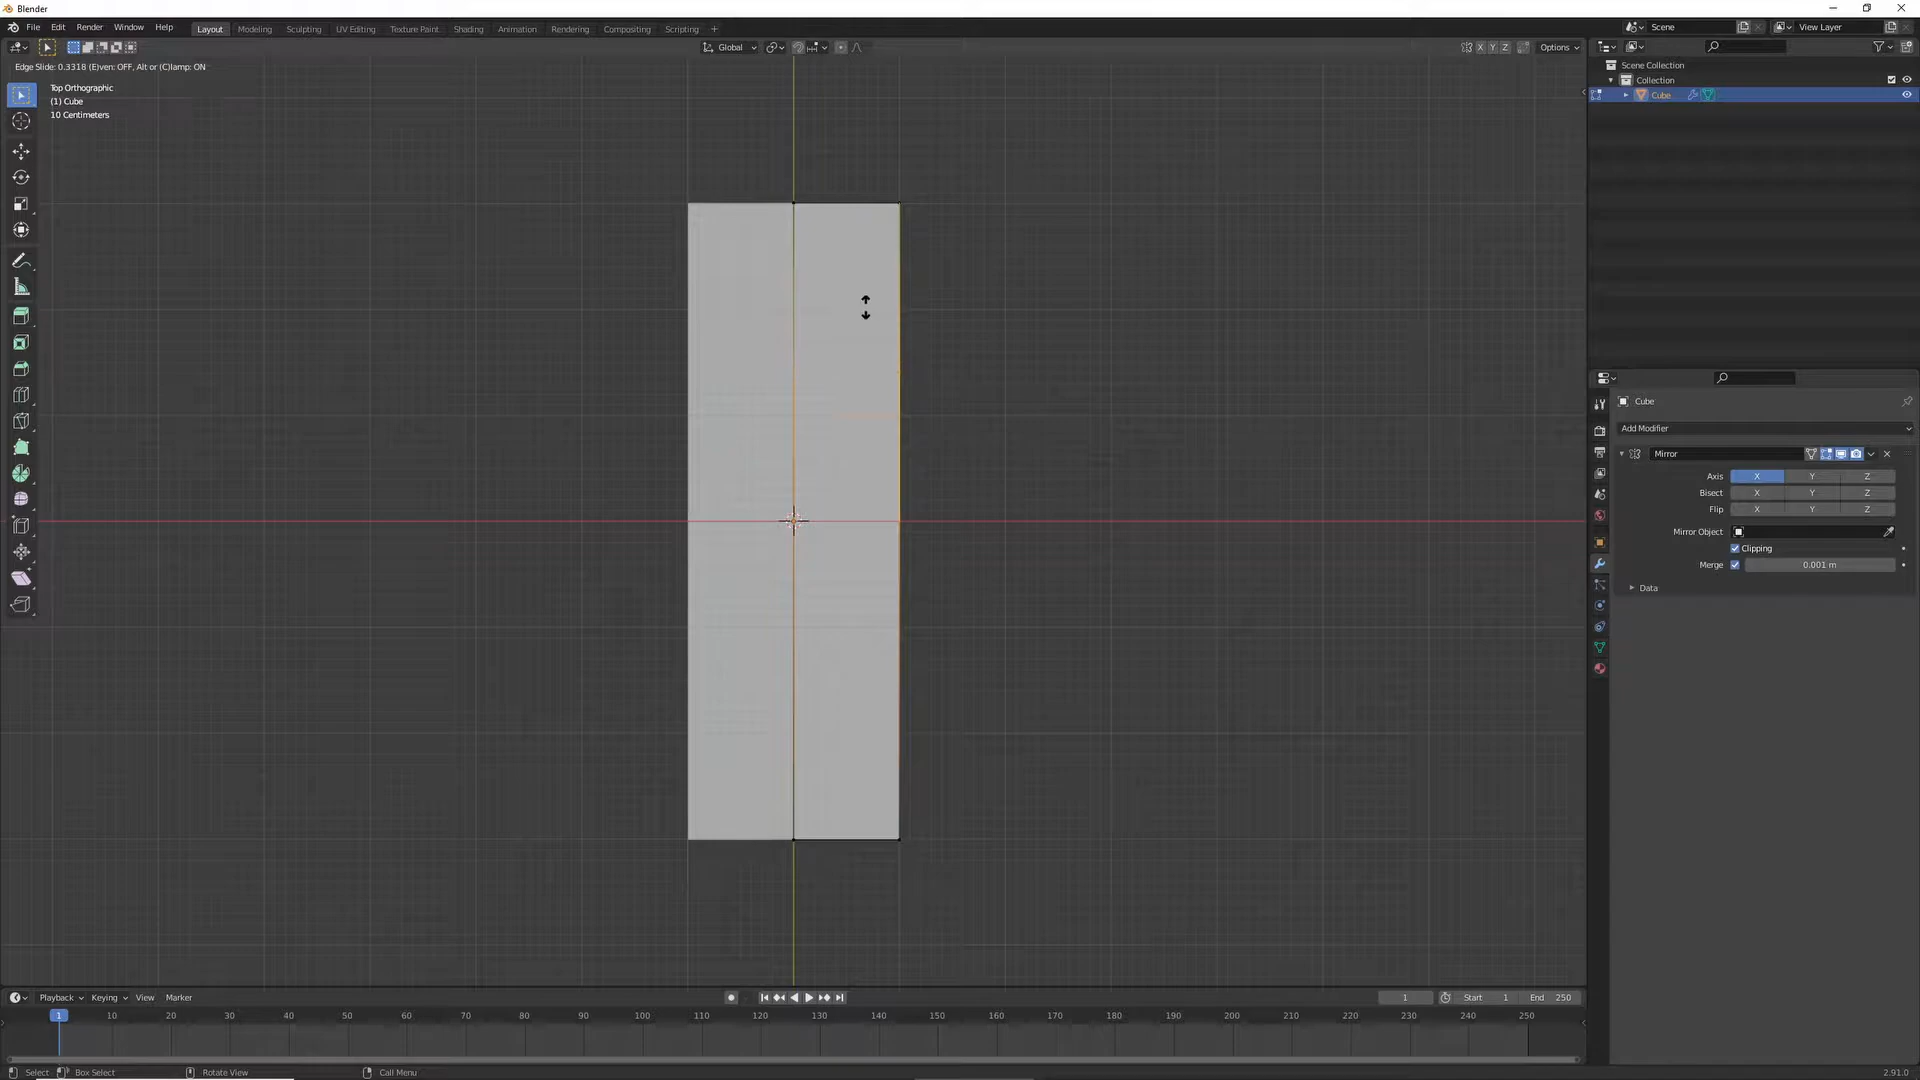 Blender
File Edit Render Window Help
Layout Modeling Sculpting UV Editing Texture Paint Shading Animation Rendering Compositing Scripting +
Scene
View Layer
Global
X Y Z
Options
Edge Slide: 0.3318 (E)ven: OFF, Alt or (C)lamp: ON
Top Orthographic
(1) Cube
10 Centimeters
Scene Collection
Collection
Cube
Cube
Add Modifier
Mirror
Axis X Y Z
Bisect X Y Z
Flip X Y Z
Mirror Object
Clipping
Merge 0.001 m
Data
Playback Keying View Marker
1 Start 1 End 250
1 10 20 30 40 50 60 70 80 90 100 110 120 130 140 150 160 170 180 190 200 210 220 230 240 250
Select Box Select Rotate View Call Menu
2.91.0